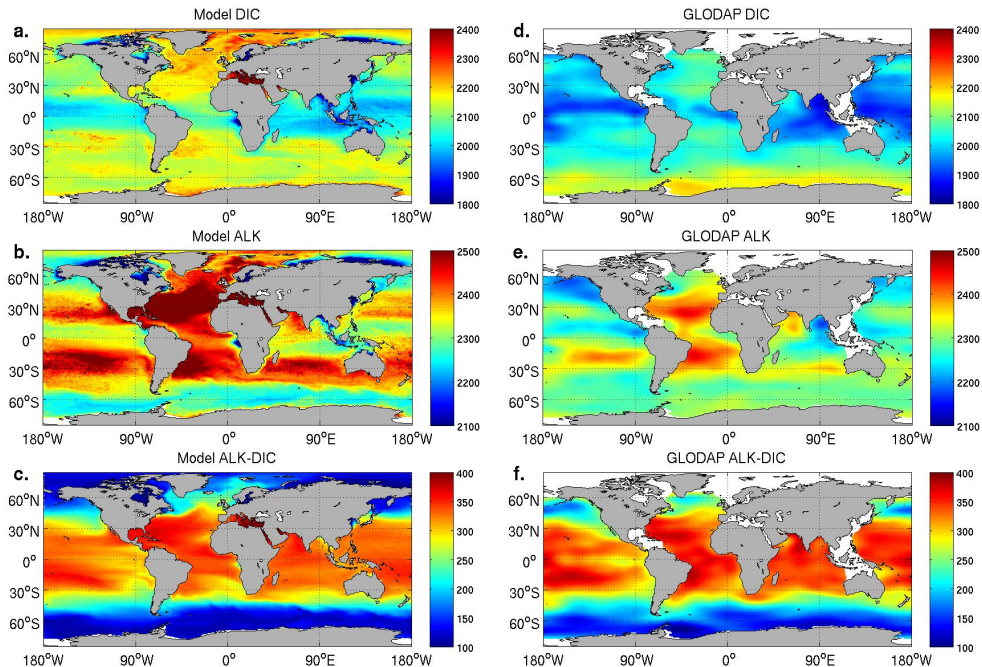 Model DIC
a.
60°N
30°N
0°
30°S
60°S
180°W 90°W 0° 90°E 180°W
2400
2300
2200
2100
2000
1900
1800
GLODAP DIC
d.
60°N
30°N
0°
30°S
60°S
180°W 90°W 0° 90°E 180°W
2400
2300
2200
2100
2000
1900
1800
Model ALK
b.
60°N
30°N
0°
30°S
60°S
180°W 90°W 0° 90°E 180°W
2500
2400
2300
2200
2100
GLODAP ALK
e.
60°N
30°N
0°
30°S
60°S
180°W 90°W 0° 90°E 180°W
2500
2400
2300
2200
2100
Model ALK-DIC
c.
60°N
30°N
0°
30°S
60°S
180°W 90°W 0° 90°E 180°W
400
350
300
250
200
150
100
GLODAP ALK-DIC
f.
60°N
30°N
0°
30°S
60°S
180°W 90°W 0° 90°E 180°W
400
350
300
250
200
150
100